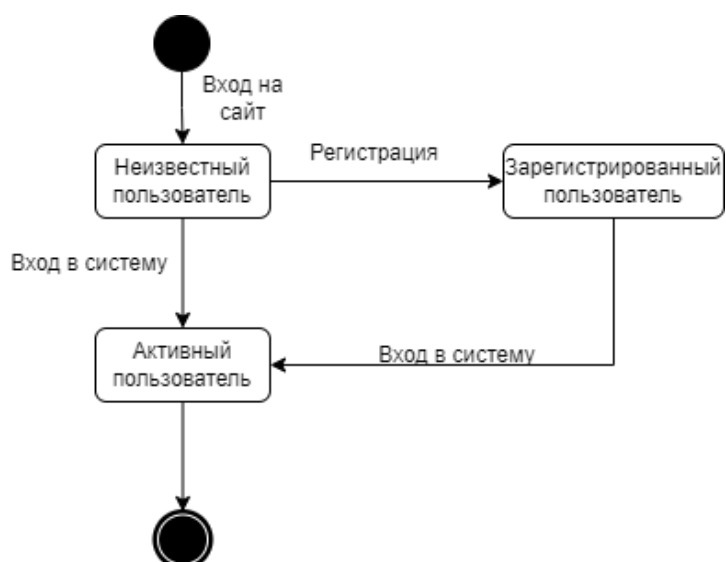 Вход на
сайт
Неизвестный
пользователь
Регистрация
Зарегистрированный
пользователь
Вход в систему
Активный
пользователь
Вход в систему